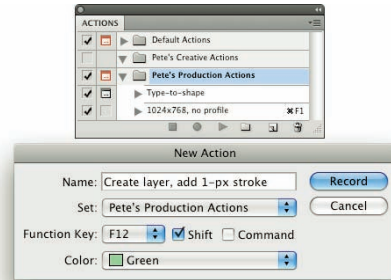 ACTIONS
Default Actions
Pete's Creative Actions
Pete's Production Actions
Type-to-shape
1024x768, no profile ⌘F1
New Action
Name: Create layer, add 1-px stroke Record
Set: Pete's Production Actions Cancel
Function Key: F12 Shift Command
Color: Green